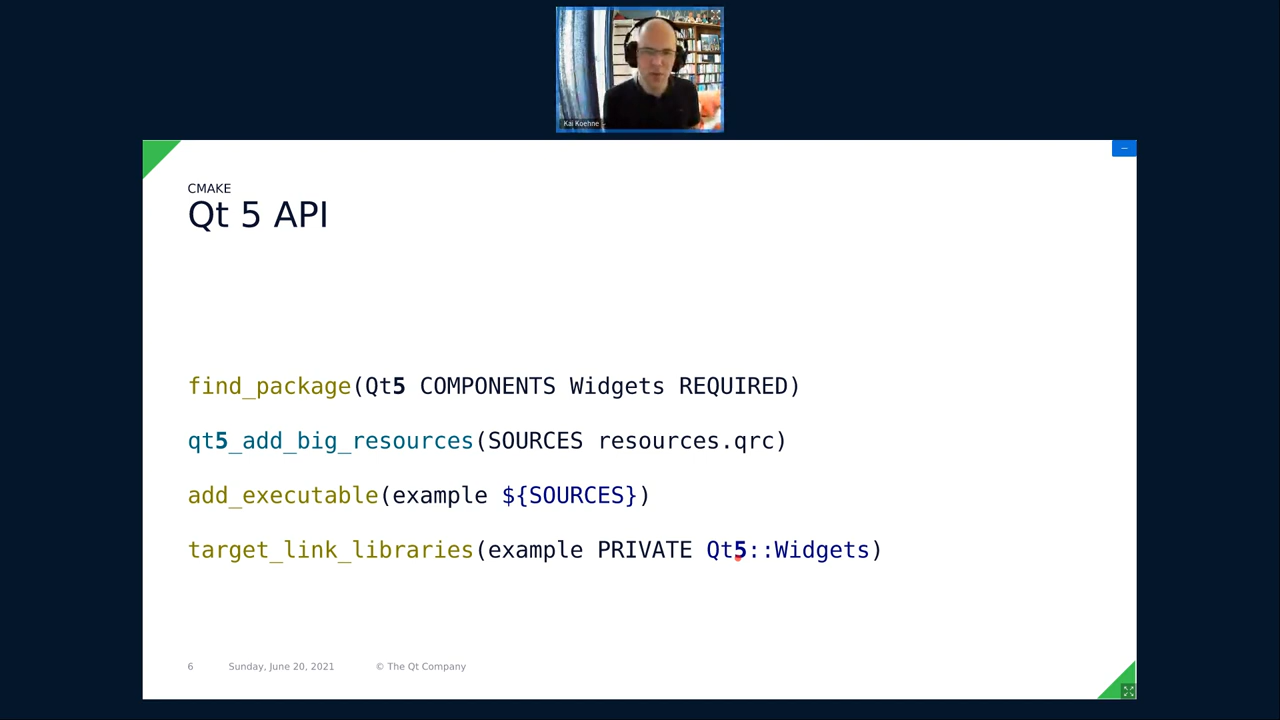 Kai Koehne
CMAKE
Qt 5 API
find_package(Qt5 COMPONENTS Widgets REQUIRED)
qt5_add_big_resources(SOURCES resources.qrc)
add_executable(example ${SOURCES})
target_link_libraries(example PRIVATE Qt5::Widgets)
6 Sunday, June 20, 2021 © The Qt Company